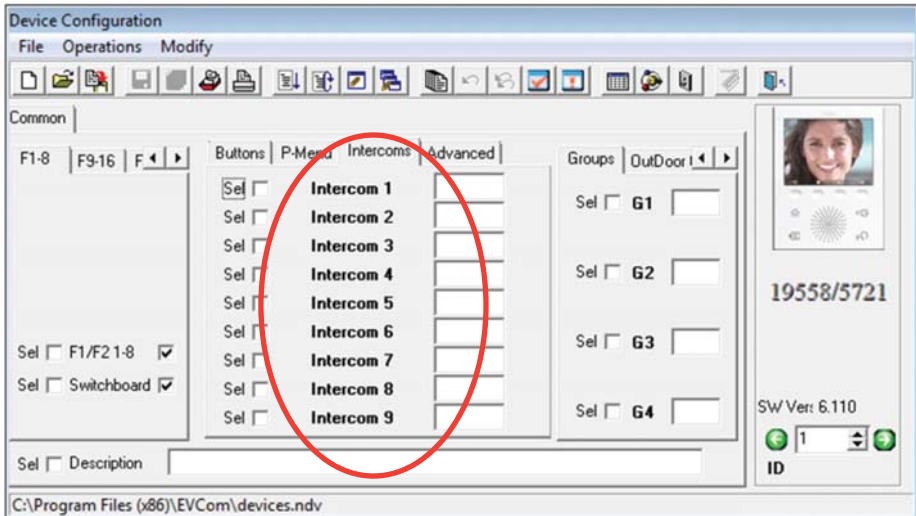 Device Configuration
File Operations Modify
Common
F1-8 F9-16 F
Buttons P-Menu Intercoms Advanced
Groups OutDoor
Sel Intercom 1
Sel Intercom 2
Sel Intercom 3
Sel Intercom 4
Sel Intercom 5
Sel Intercom 6
Sel Intercom 7
Sel Intercom 8
Sel Intercom 9
Sel G1
Sel G2
Sel G3
Sel G4
Sel F1/F2 1-8
Sel Switchboard
Sel Description
19558/5721
SW Ver: 6.110
1
ID
C:\Program Files (x86)\EVCom\devices.ndv